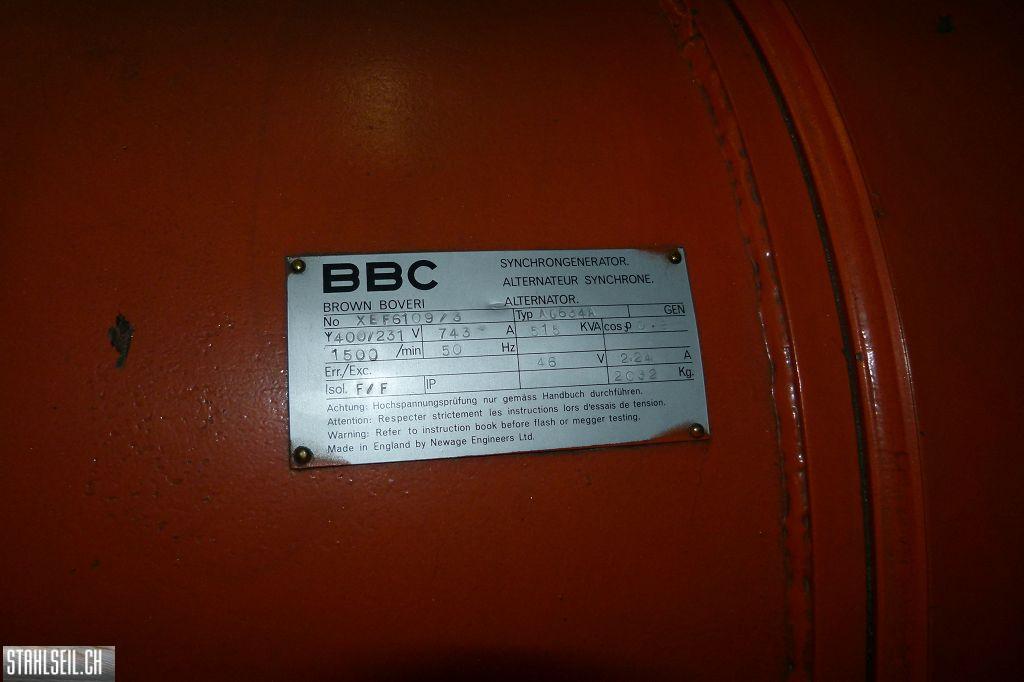 BBC
SYNCHRONGENERATOR.
ALTERNATEUR SYNCHRONE.
BROWN BOVERI
ALTERNATOR.
No XEF6109/3 Typ GEN
400/231 V 743 A 515 KVA cos φ
1500 /min 50 Hz
Err./Exc. 46 V 2.24 A
Isol. F/F IP 2032 Kg.
Achtung: Hochspannungsprüfung nur gemäss Handbuch durchführen.
Attention: Respecter strictement les instructions lors d'essais de tension.
Warning: Refer to instruction book before flash or megger testing.
Made in England by Newage Engineers Ltd.
STAHLSEIL.CH